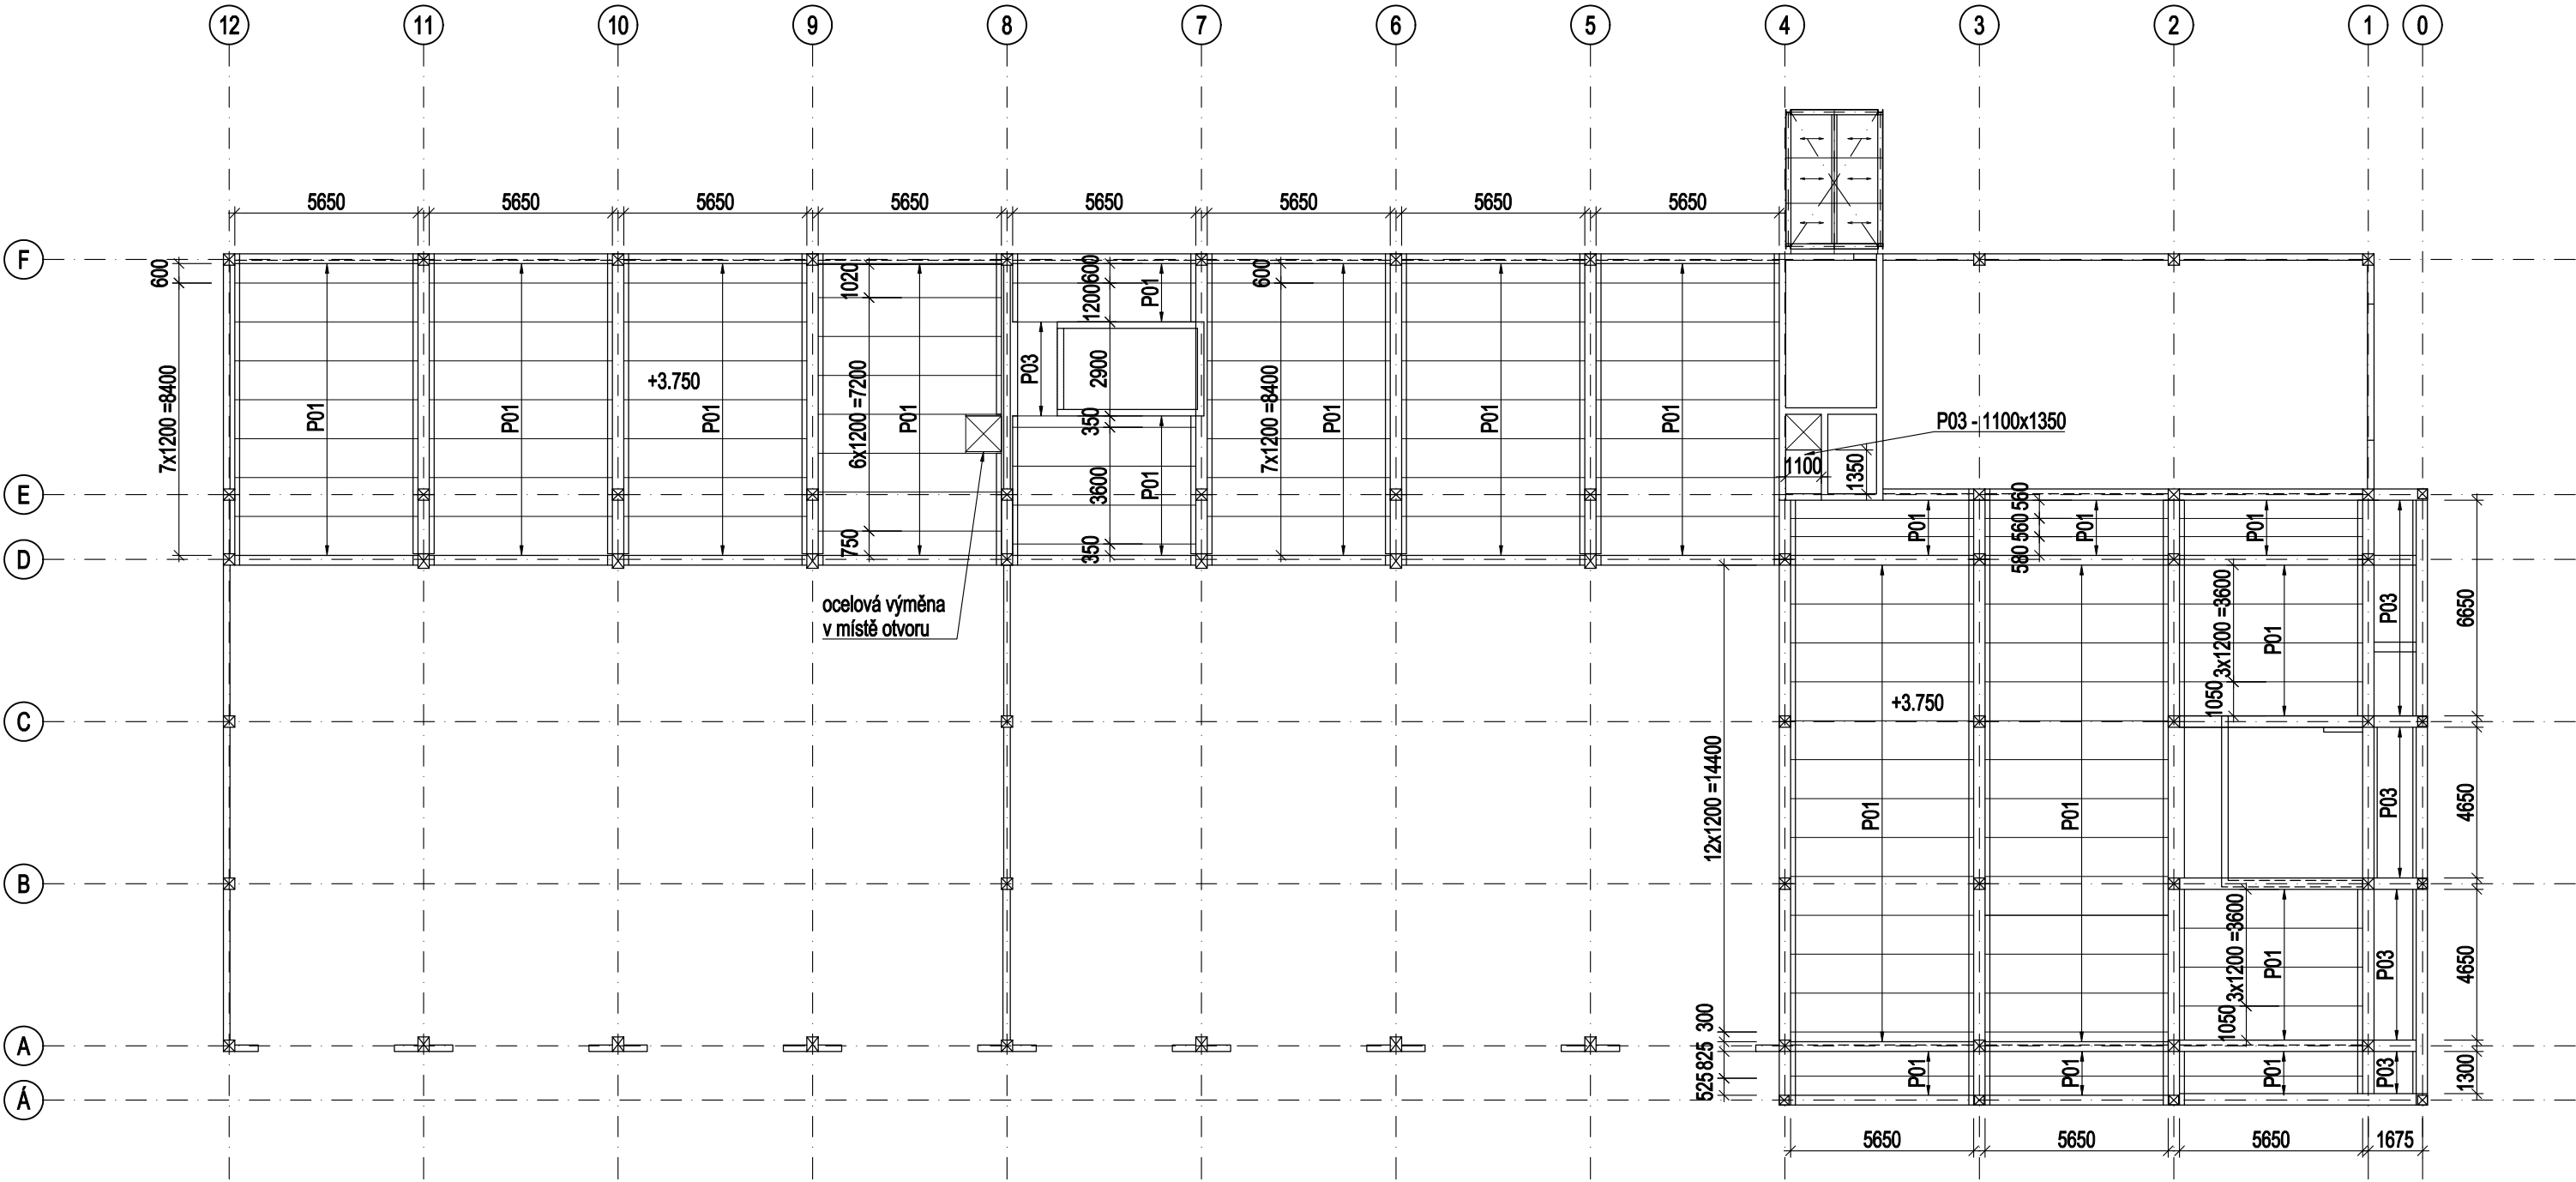 12 11 10 9 8 7 6 5 4 3 2 1 0
5650 5650 5650 5650 5650 5650 5650 5650
F
600
1020
1200
600
P01
600
7x1200 =8400
P01
P01
+3.750
P01
6x1200 =7200
P01
P03
2900
350
3600
P01
350
7x1200 =8400
P01
P01
P01
P03 - 1100x1350
1100
1350
E
750
560
560
580
P01
P01
P01
D
ocelová výměna
v místě otvoru
3x1200 =3600
P01
P03
6650
C
+3.750
1050
12x1200 =14400
P01
P01
P03
4650
B
3x1200 =3600
P01
P03
4650
1050
A
300
825
525
P01
P01
P01
P03
1300
Á
5650 5650 5650 1675